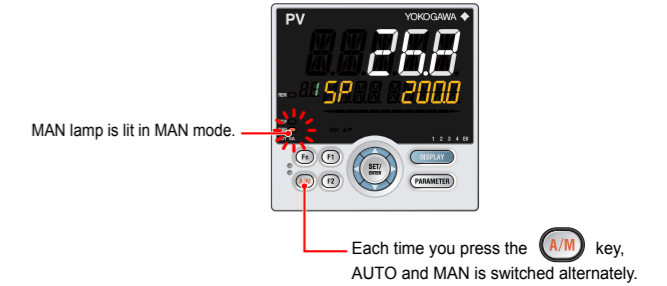 PV
YOKOGAWA
26.8
SP 200.0
MAN lamp is lit in MAN mode.
1 2 3 4 EV
Fn F1 SET/ DISPLAY
ENTER
A/M F2 PARAMETER
Each time you press the A/M key,
AUTO and MAN is switched alternately.